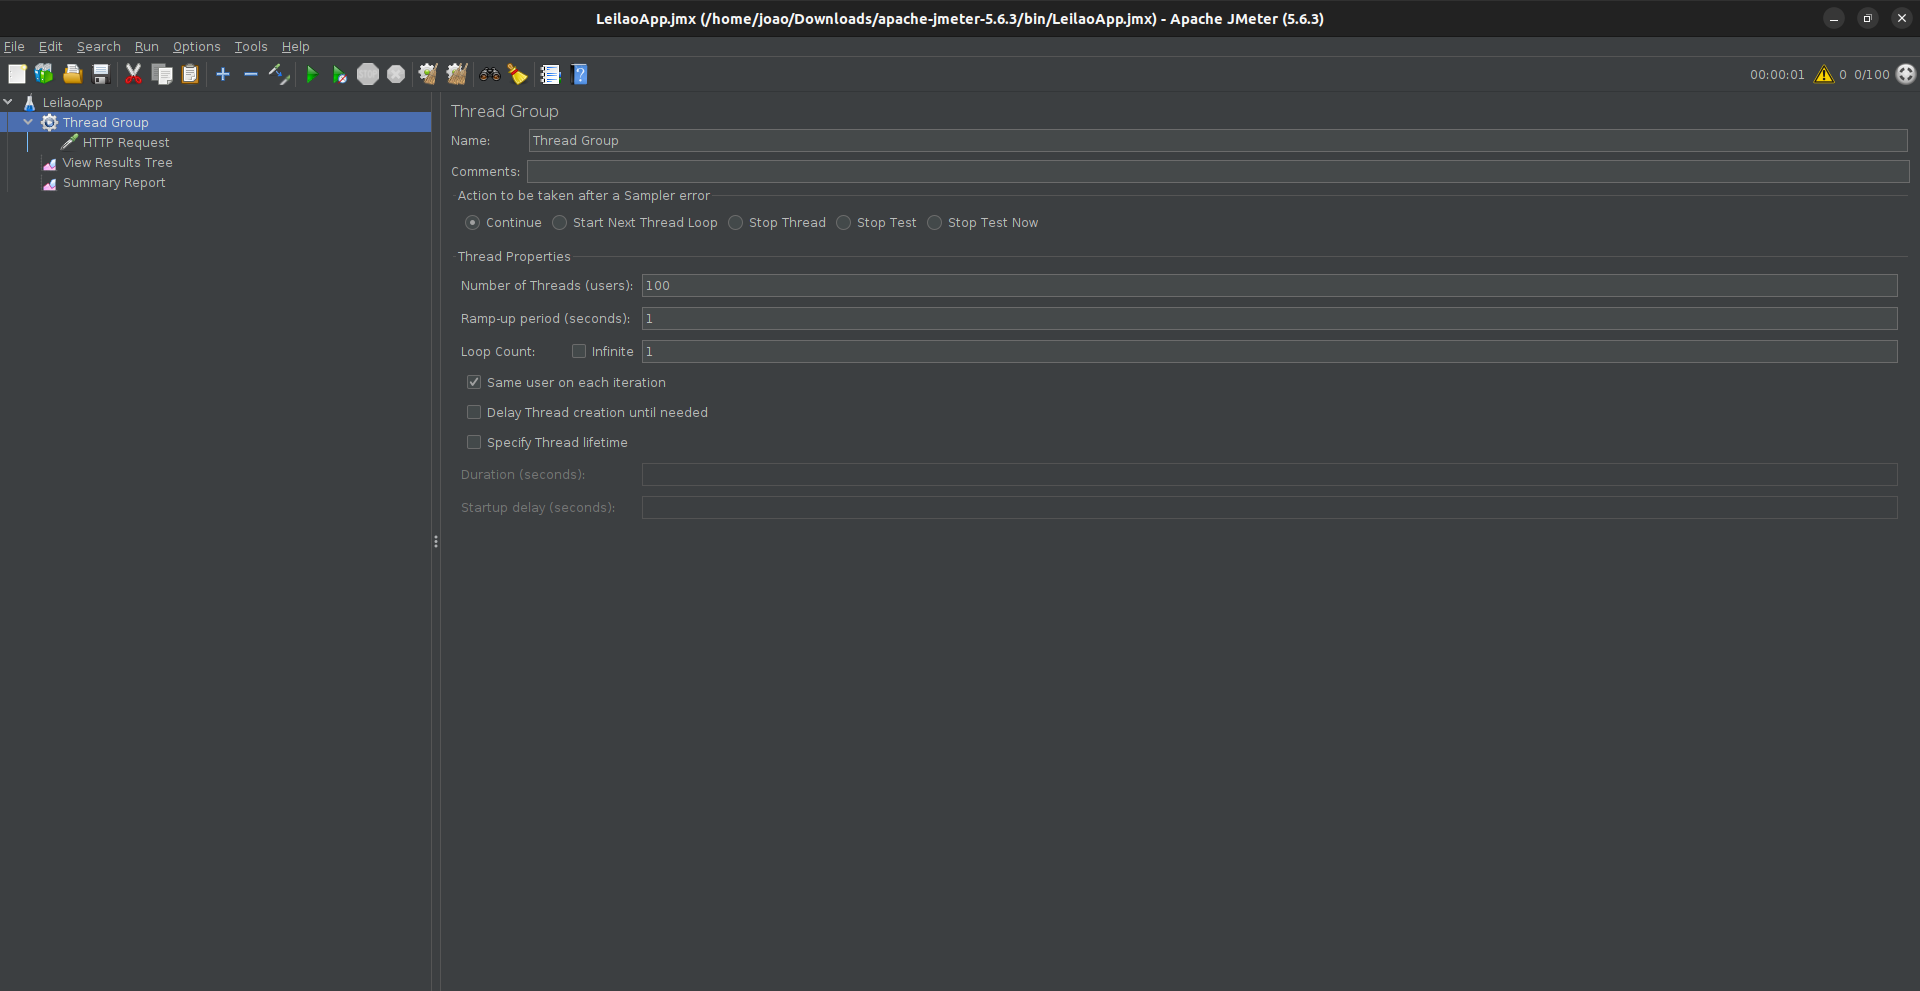 LeilaoApp.jmx (/home/joao/Downloads/apache-jmeter-5.6.3/bin/LeilaoApp.jmx) - Apache JMeter (5.6.3)
File Edit Search Run Options Tools Help
STOP ? 00:00:01 0 0/100
LeilaoApp
Thread Group
HTTP Request
View Results Tree
Summary Report
Thread Group
Name: Thread Group
Comments:
Action to be taken after a Sampler error
Continue Start Next Thread Loop Stop Thread Stop Test Stop Test Now
Thread Properties
Number of Threads (users): 100
Ramp-up period (seconds): 1
Loop Count: Infinite 1
Same user on each iteration
Delay Thread creation until needed
Specify Thread lifetime
Duration (seconds):
Startup delay (seconds):